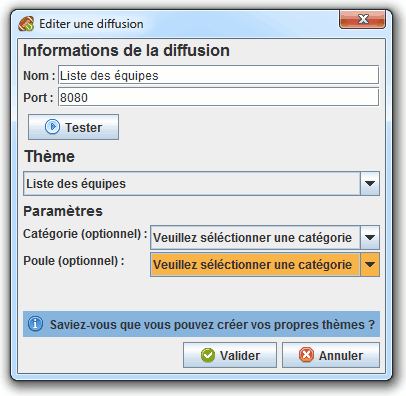 Editer une diffusion
Informations de la diffusion
Nom : Liste des équipes
Port : 8080
Tester
Thème
Liste des équipes
Paramètres
Catégorie (optionnel) : Veuillez séléctionner une catégorie
Poule (optionnel) : Veuillez séléctionner une catégorie
Saviez-vous que vous pouvez créer vos propres thèmes ?
Valider Annuler